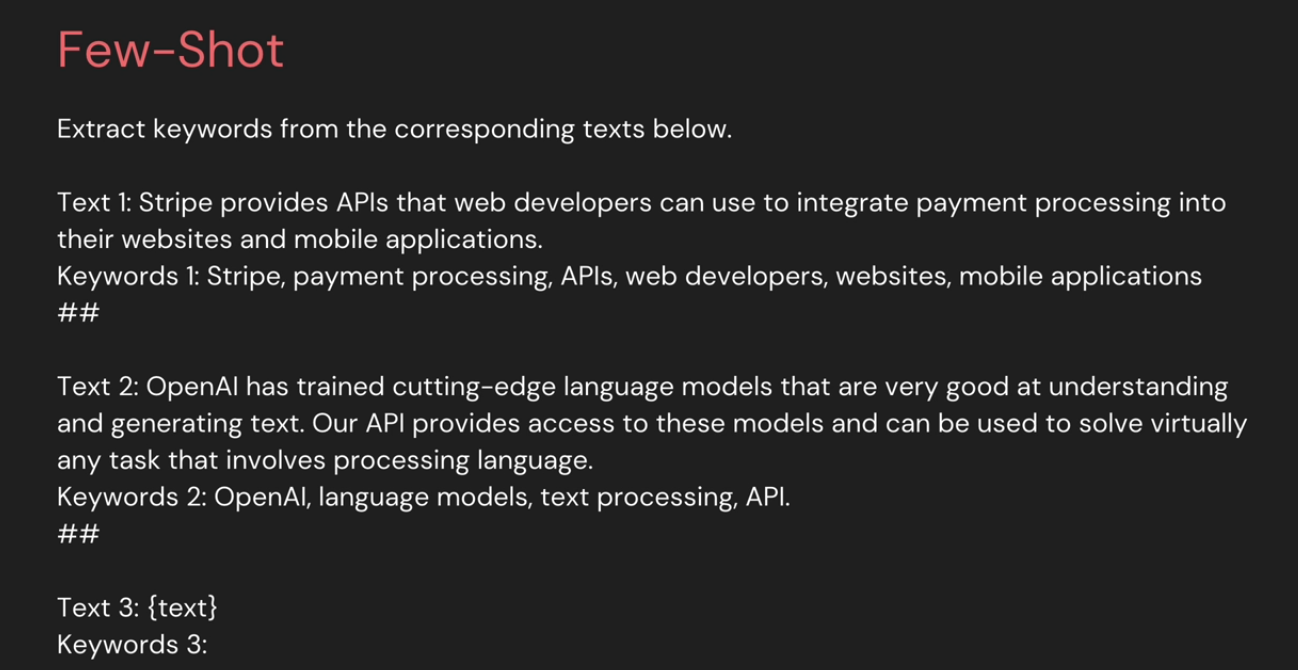 Few-Shot
Extract keywords from the corresponding texts below.
Text 1: Stripe provides APIs that web developers can use to integrate payment processing into
their websites and mobile applications.
Keywords 1: Stripe, payment processing, APIs, web developers, websites, mobile applications
##
Text 2: OpenAI has trained cutting-edge language models that are very good at understanding
and generating text. Our API provides access to these models and can be used to solve virtually
any task that involves processing language.
Keywords 2: OpenAI, language models, text processing, API.
##
Text 3: {text}
Keywords 3: